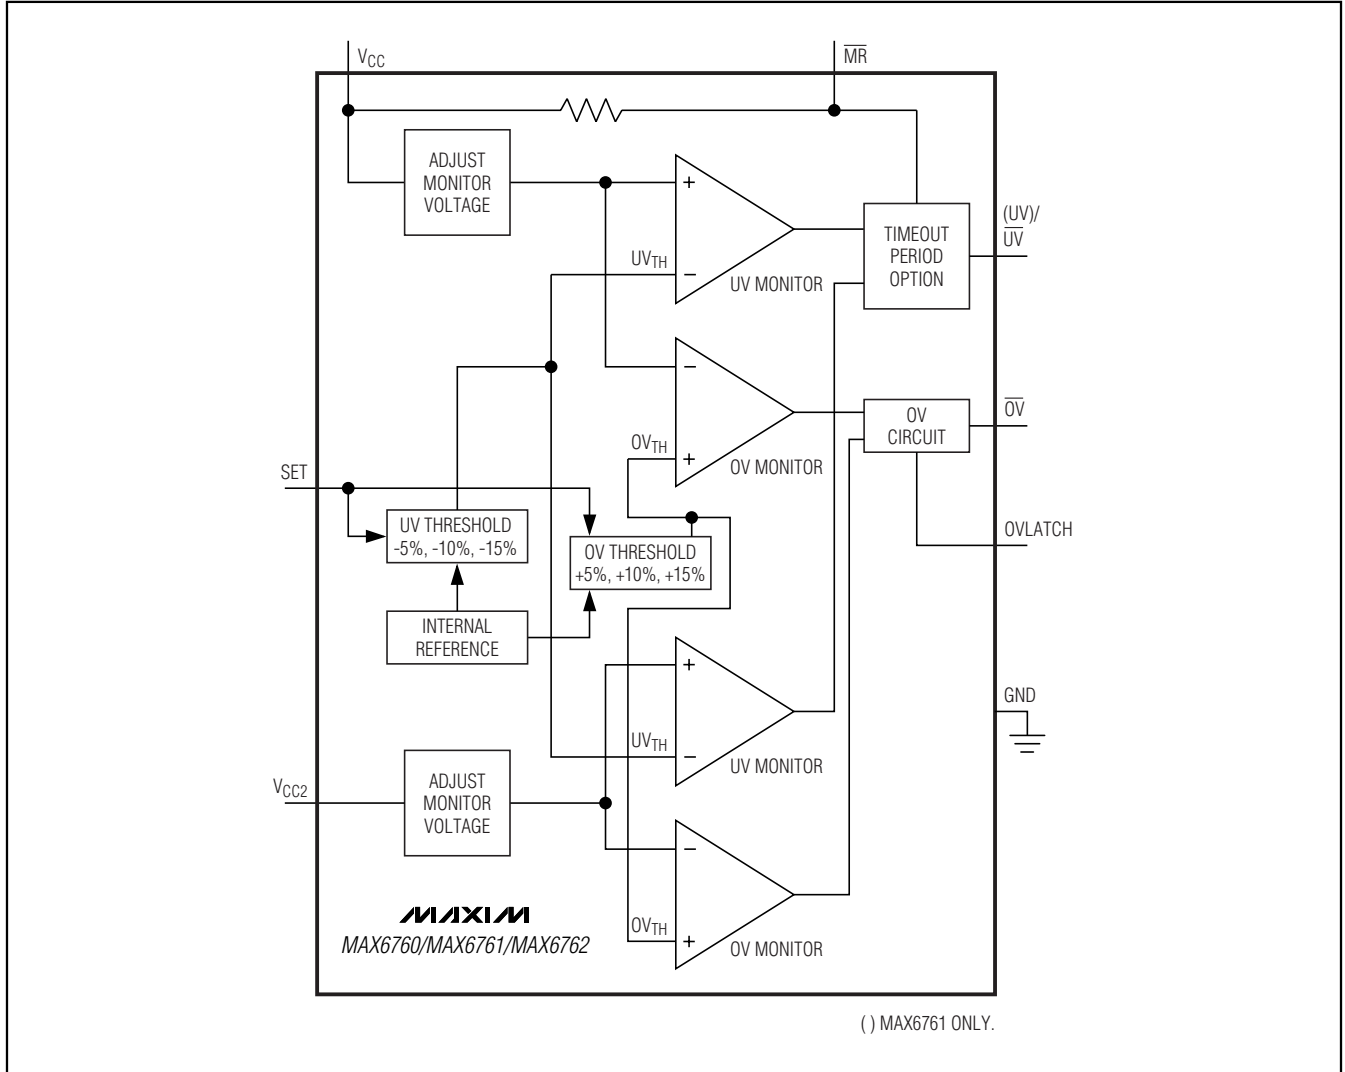 VCC
MR
ADJUST
MONITOR
VOLTAGE
+
(UV)/
UV
TIMEOUT
PERIOD
OPTION
UVTH
−
UV MONITOR
−
OV
OV
CIRCUIT
OVTH
+
OV MONITOR
SET
UV THRESHOLD
-5%, -10%, -15%
OVLATCH
OV THRESHOLD
+5%, +10%, +15%
INTERNAL
REFERENCE
+
GND
UVTH
−
UV MONITOR
VCC2
ADJUST
MONITOR
VOLTAGE
−
OVTH
+
OV MONITOR
MAXIM
MAX6760/MAX6761/MAX6762
( ) MAX6761 ONLY.